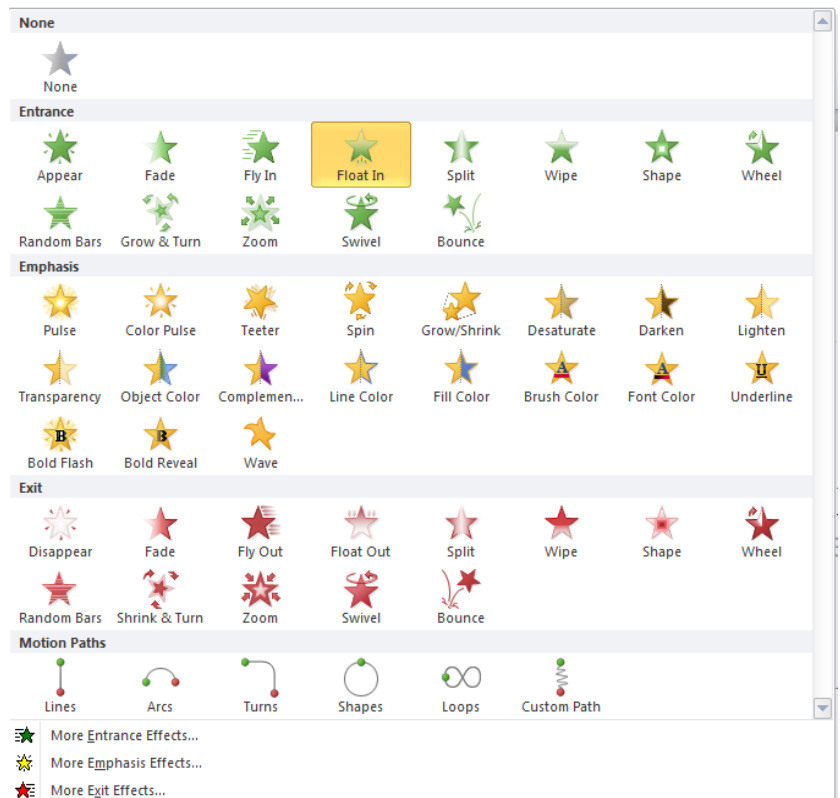 None
None
Entrance
Appear Fade Fly In Float In Split Wipe Shape Wheel
Random Bars Grow & Turn Zoom Swivel Bounce
Emphasis
Pulse Color Pulse Teeter Spin Grow/Shrink Desaturate Darken Lighten
Transparency Object Color Complemen... Line Color Fill Color Brush Color Font Color Underline
Bold Flash Bold Reveal Wave
Exit
Disappear Fade Fly Out Float Out Split Wipe Shape Wheel
Random Bars Shrink & Turn Zoom Swivel Bounce
Motion Paths
Lines Arcs Turns Shapes Loops Custom Path
More Entrance Effects...
More Emphasis Effects...
More Exit Effects...